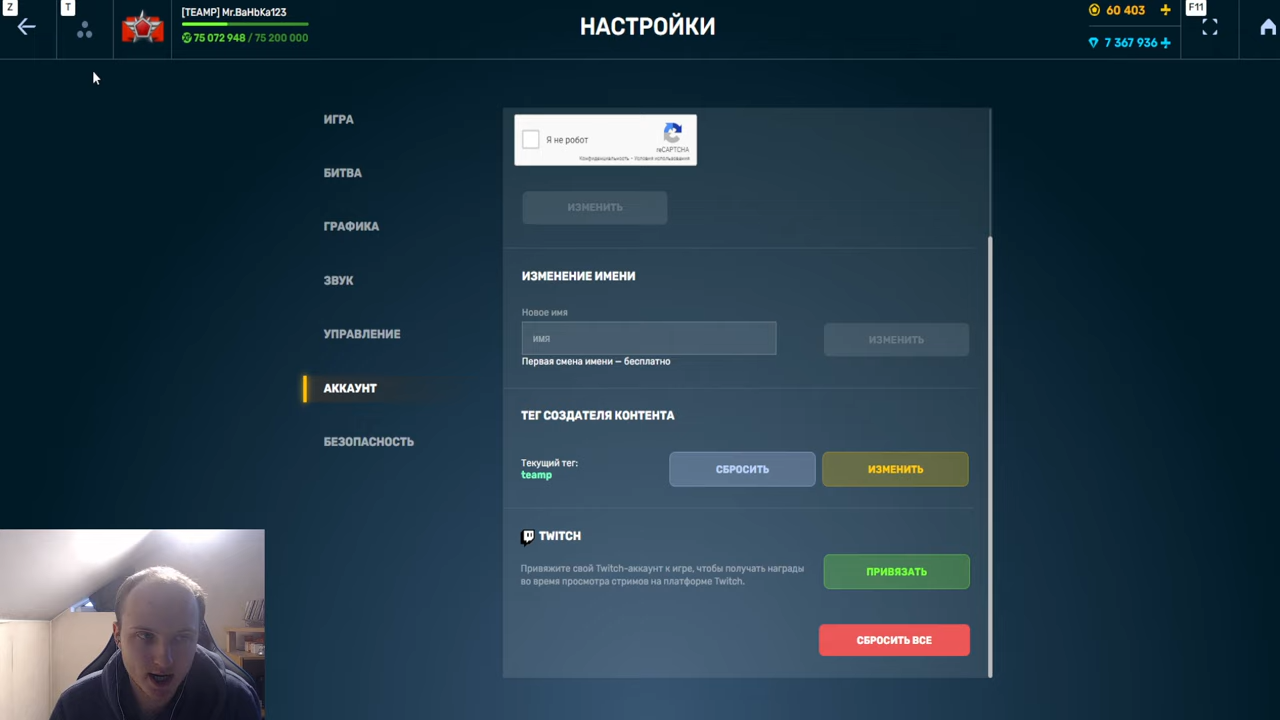 Z
T
[TEAMP] Mr.BaHbKa123
75 072 948 / 75 200 000
НАСТРОЙКИ
60 403
7 367 936
F11
ИГРА
БИТВА
ГРАФИКА
ЗВУК
УПРАВЛЕНИЕ
АККАУНТ
БЕЗОПАСНОСТЬ
Я не робот
reCAPTCHA
Конфиденциальность - Условия использования
ИЗМЕНИТЬ
ИЗМЕНЕНИЕ ИМЕНИ
Новое имя
ИМЯ
ИЗМЕНИТЬ
Первая смена имени — бесплатно
ТЕГ СОЗДАТЕЛЯ КОНТЕНТА
Текущий тег:
teamp
СБРОСИТЬ
ИЗМЕНИТЬ
TWITCH
Привяжите свой Twitch-аккаунт к игре, чтобы получать награды
во время просмотра стримов на платформе Twitch.
ПРИВЯЗАТЬ
СБРОСИТЬ ВСЕ